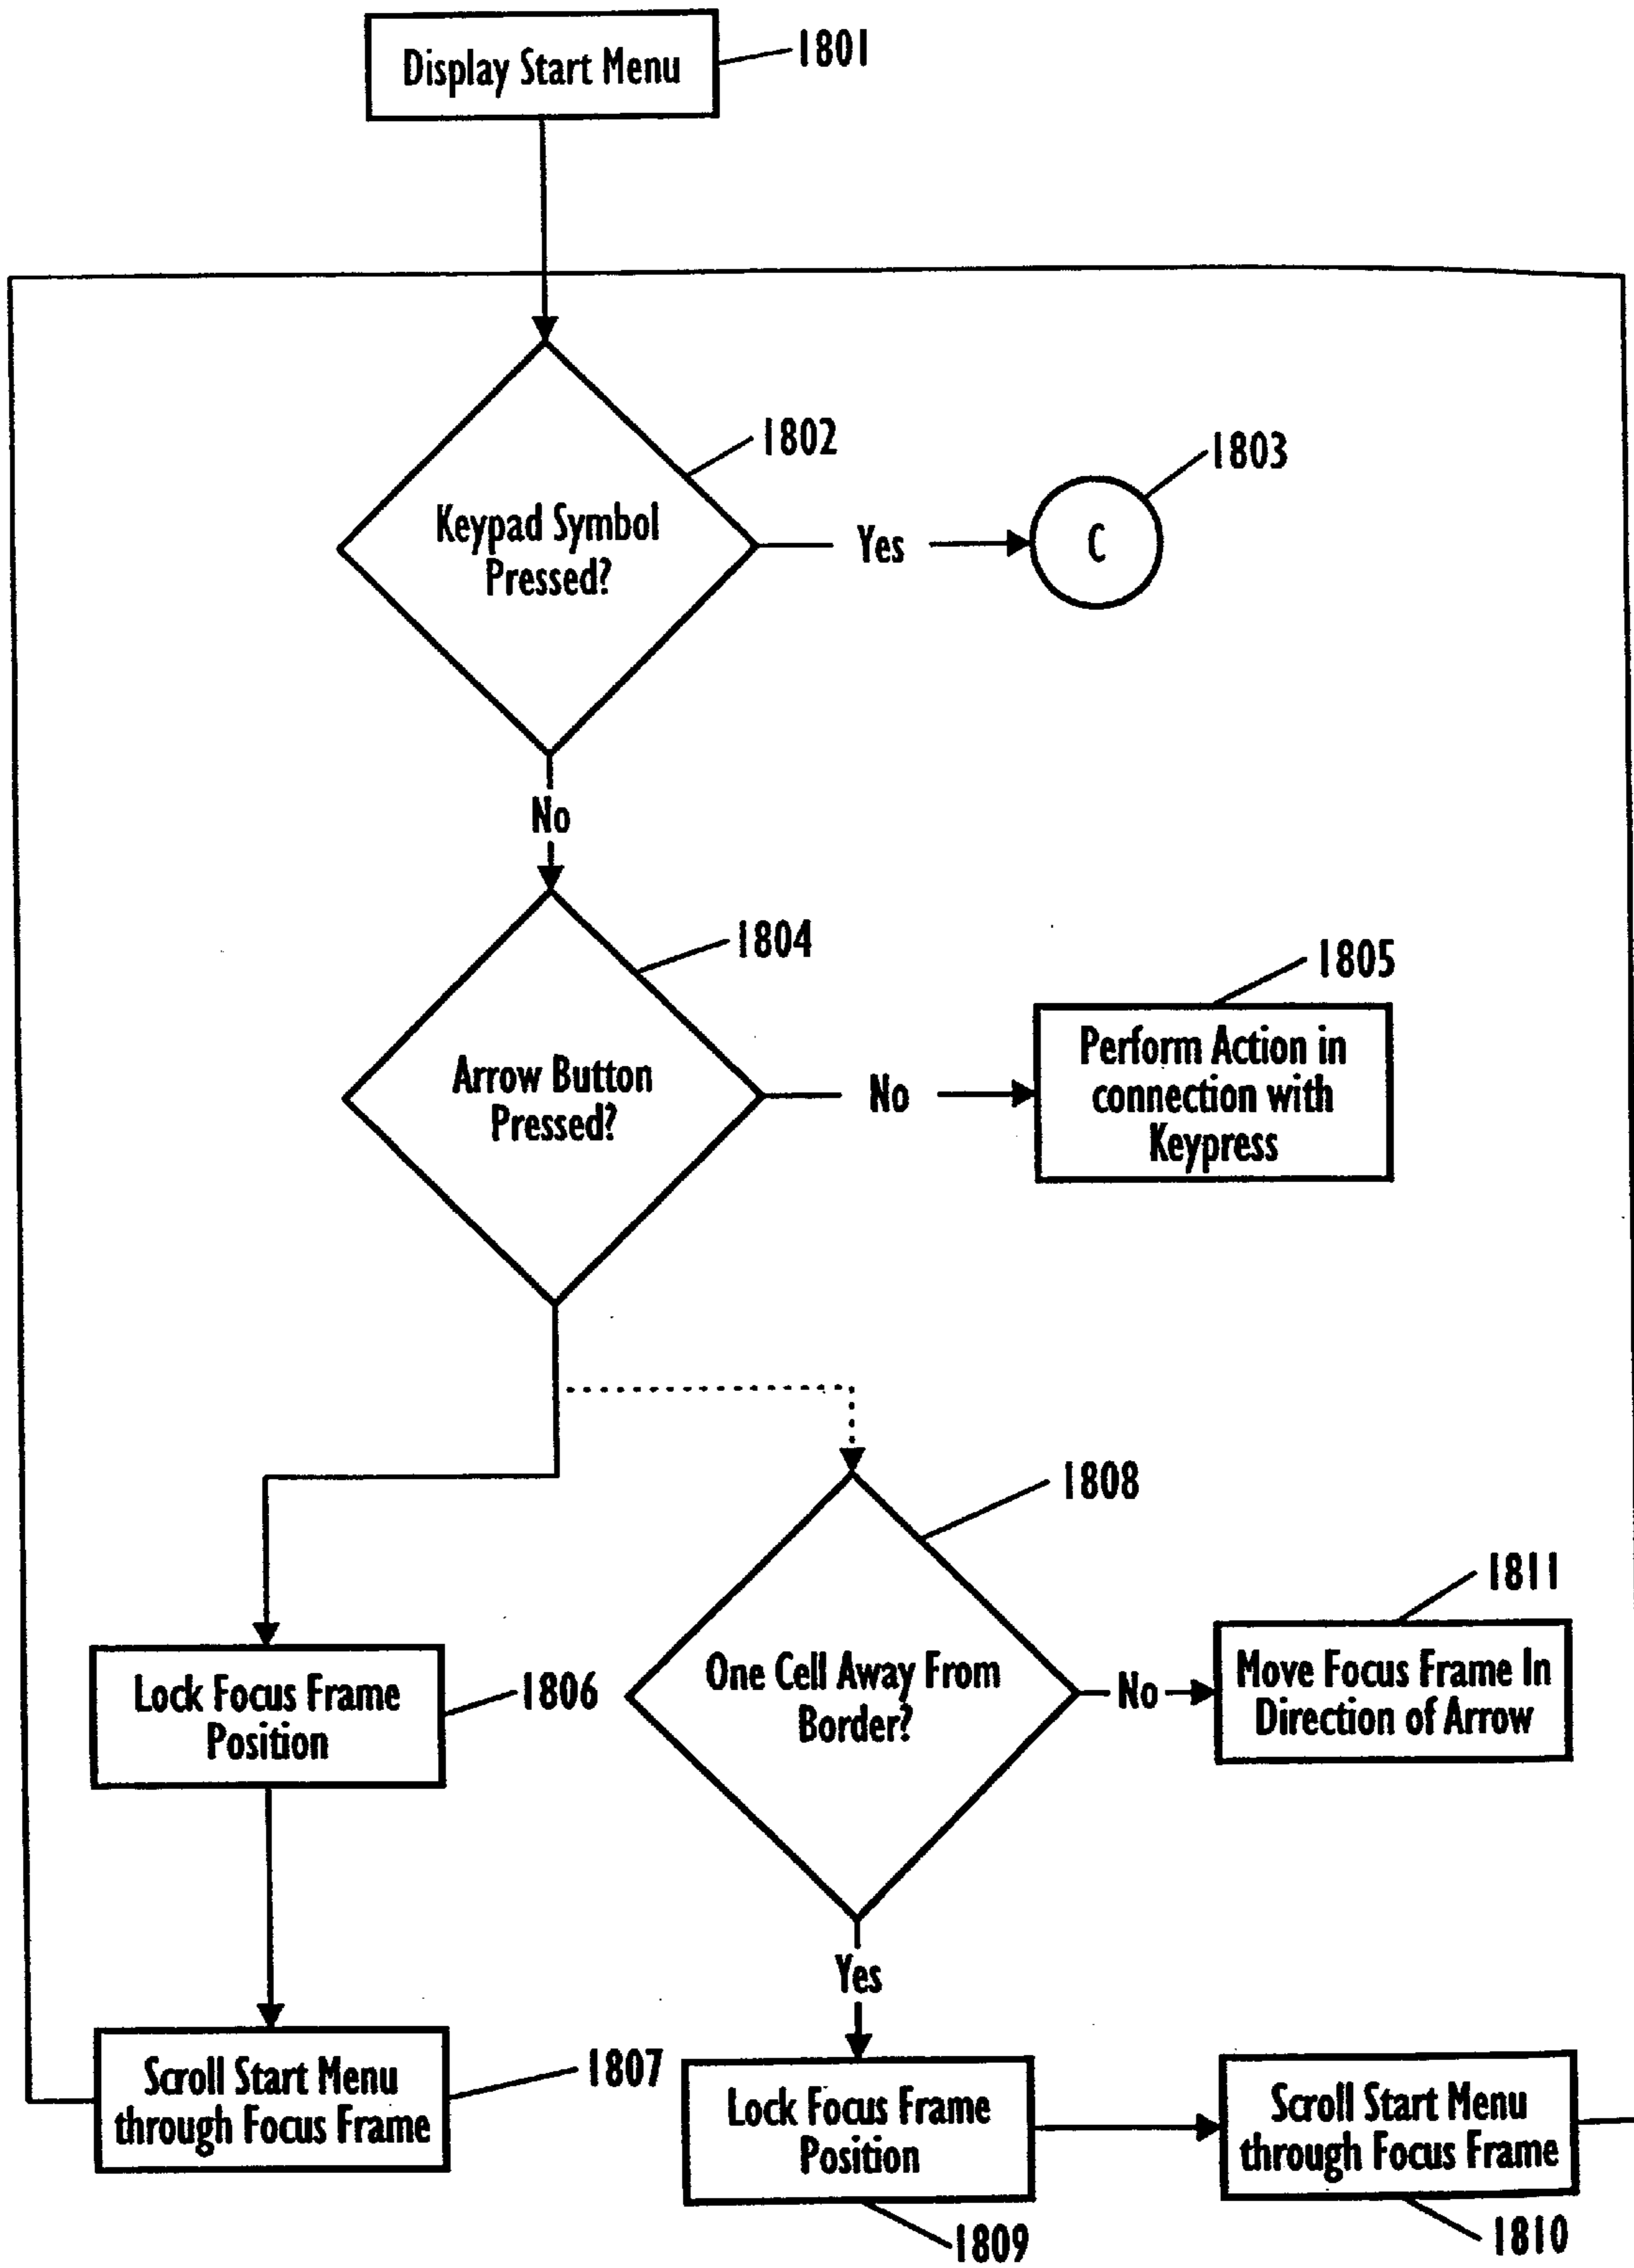 Display Start Menu
1801
1802
Keypad Symbol
Pressed?
Yes
1803
C
No
1804
Arrow Button
Pressed?
No
1805
Perform Action in
connection with
Keypress
1808
One Cell Away From
Border?
No
1811
Move Focus Frame In
Direction of Arrow
Lock Focus Frame
Position
1806
Yes
Scroll Start Menu
through Focus Frame
1807
Lock Focus Frame
Position
1809
Scroll Start Menu
through Focus Frame
1810